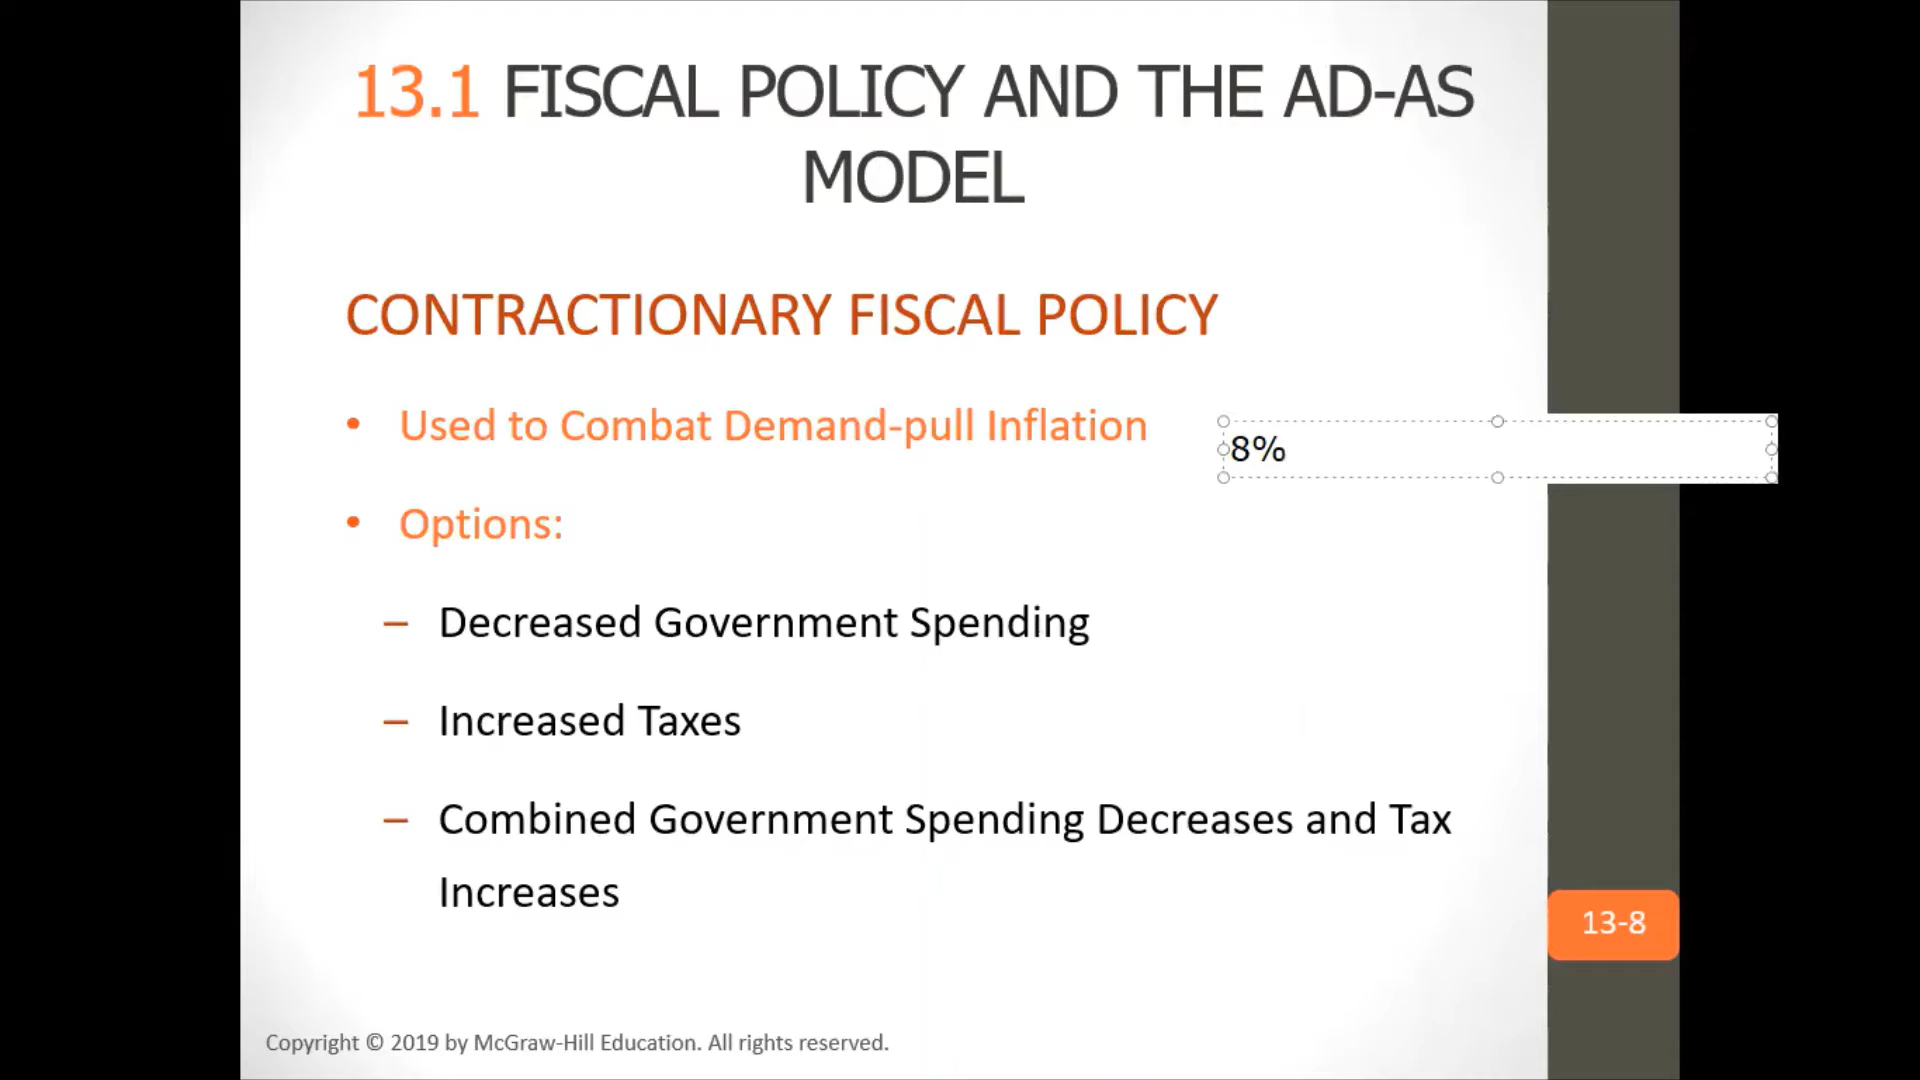 13.1 FISCAL POLICY AND THE AD-AS
MODEL
CONTRACTIONARY FISCAL POLICY
• Used to Combat Demand-pull Inflation
8%
• Options:
– Decreased Government Spending
– Increased Taxes
– Combined Government Spending Decreases and Tax
Increases
13-8
Copyright © 2019 by McGraw-Hill Education. All rights reserved.